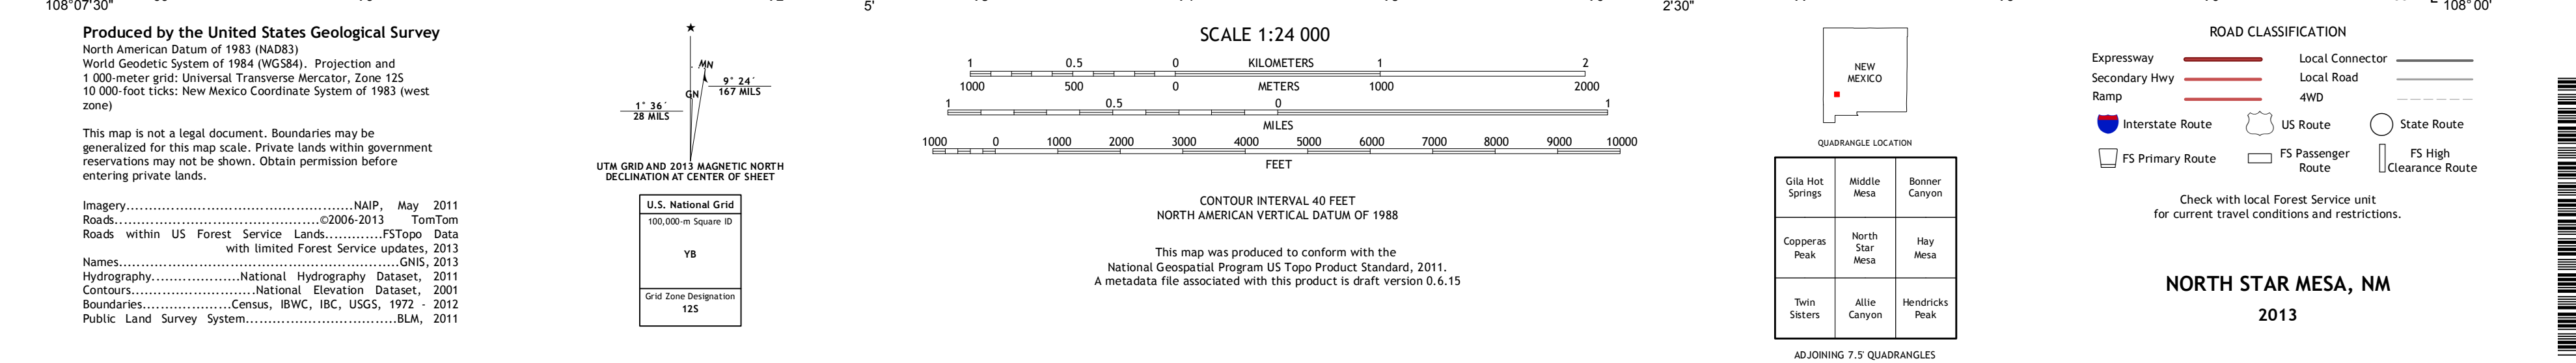 108°07'30"
5'
2'30"
108°00'
Produced by the United States Geological Survey
North American Datum of 1983 (NAD83)
World Geodetic System of 1984 (WGS84). Projection and
1 000-meter grid: Universal Transverse Mercator, Zone 12S
10 000-foot ticks: New Mexico Coordinate System of 1983 (west
zone)
This map is not a legal document. Boundaries may be
generalized for this map scale. Private lands within government
reservations may not be shown. Obtain permission before
entering private lands.
Imagery..............................................NAIP, May 2011
Roads..........................................©2006-2013 TomTom
Roads within US Forest Service Lands............FSTopo Data
with limited Forest Service updates, 2013
Names........................................................GNIS, 2013
Hydrography....................National Hydrography Dataset, 2011
Contours............................National Elevation Dataset, 2001
Boundaries....................Census, IBWC, IBC, USGS, 1972 - 2012
Public Land Survey System..................................BLM, 2011
★
MN
GN
9° 24´
167 MILS
1° 36´
28 MILS
UTM GRID AND 2013 MAGNETIC NORTH
DECLINATION AT CENTER OF SHEET
U.S. National Grid
100,000-m Square ID
YB
Grid Zone Designation
12S
SCALE 1:24 000
1 0.5 0 KILOMETERS 1 2
1000 500 0 METERS 1000 2000
1 0.5 0 1
MILES
1000 0 1000 2000 3000 4000 5000 6000 7000 8000 9000 10000
FEET
CONTOUR INTERVAL 40 FEET
NORTH AMERICAN VERTICAL DATUM OF 1988
This map was produced to conform with the
National Geospatial Program US Topo Product Standard, 2011.
A metadata file associated with this product is draft version 0.6.15
NEW
MEXICO
QUADRANGLE LOCATION
Gila Hot
Springs
Middle
Mesa
Bonner
Canyon
Copperas
Peak
North
Star
Mesa
Hay
Mesa
Twin
Sisters
Allie
Canyon
Hendricks
Peak
ADJOINING 7.5' QUADRANGLES
ROAD CLASSIFICATION
Expressway
Local Connector
Secondary Hwy
Local Road
Ramp
4WD
Interstate Route
US Route
State Route
FS Primary Route
FS Passenger
Route
FS High
Clearance Route
Check with local Forest Service unit
for current travel conditions and restrictions.
NORTH STAR MESA, NM
2013